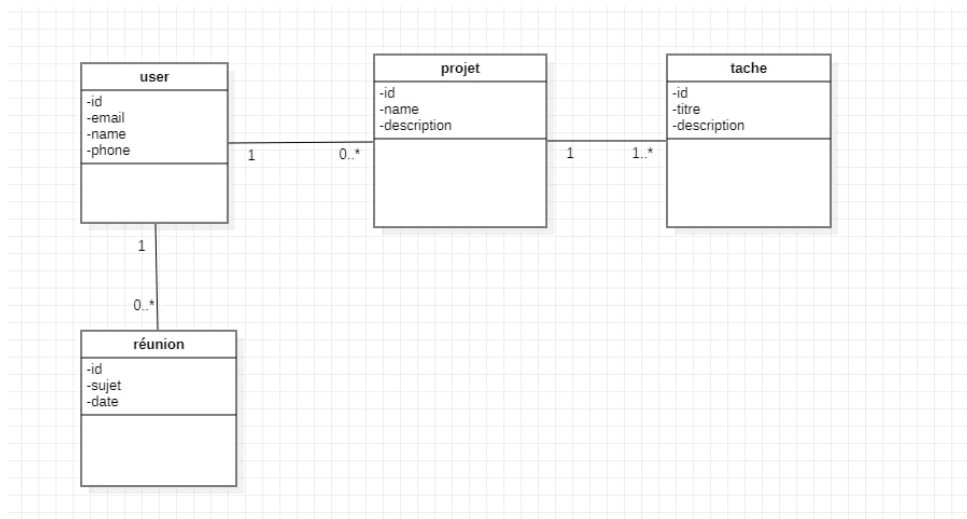 user
-id
-email
-name
-phone
projet
-id
-name
-description
tache
-id
-titre
-description
1
0..*
1
1..*
1
0..*
réunion
-id
-sujet
-date